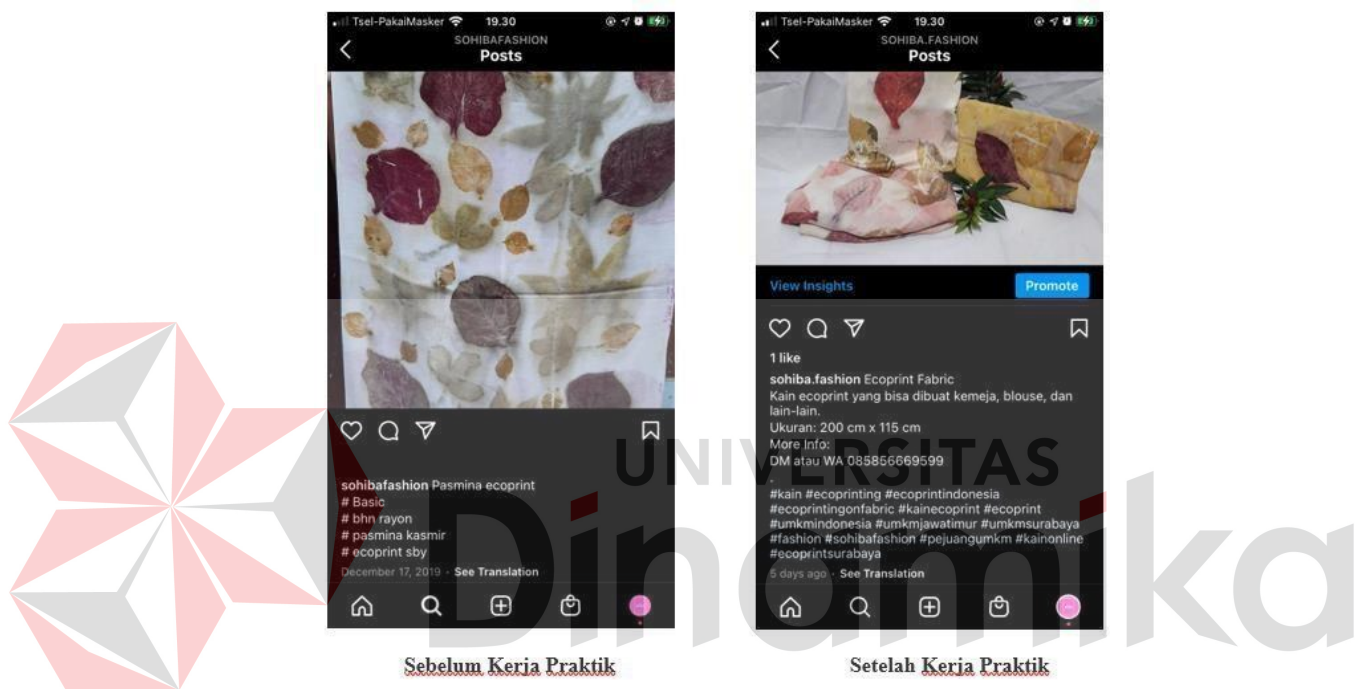 Tsel-PakaiMasker 19.30
SOHIBAFASHION
Posts
sohibafashion Pasmina ecoprint
# Basic
# bhn rayon
# pasmina kasmir
# ecoprint sby
December 17, 2019 · See Translation
Sebelum Kerja Praktik
Tsel-PakaiMasker 19.30
SOHIBA.FASHION
Posts
View Insights
Promote
1 like
sohiba.fashion Ecoprint Fabric
Kain ecoprint yang bisa dibuat kemeja, blouse, dan
lain-lain.
Ukuran: 200 cm x 115 cm
More Info:
DM atau WA 085856669599
.
#kain #ecoprinting #ecoprintindonesia
#ecoprintingonfabric #kainecoprint #ecoprint
#umkmindonesia #umkmjawatimur #umkmsurabaya
#fashion #sohibafashion #pejuangumkm #kainonline
#ecoprintsurabaya
5 days ago · See Translation
Setelah Kerja Praktik
UNIVERSITAS
Dinamika